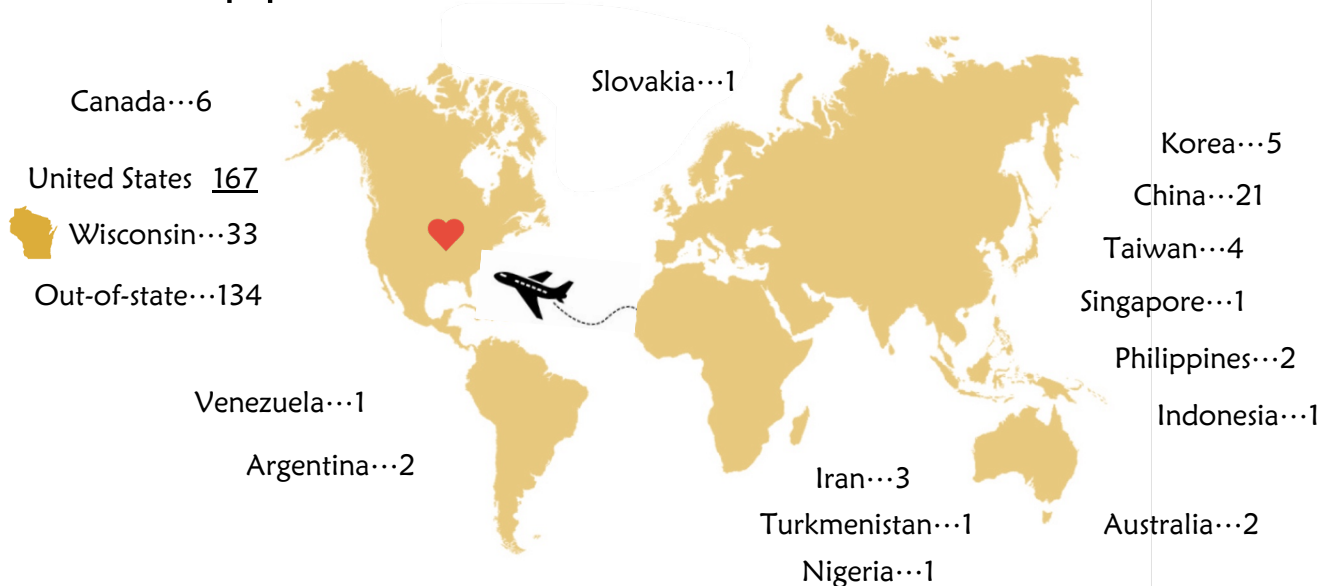 Canada···6
United States 167
Wisconsin···33
Out-of-state···134
Slovakia···1
Venezuela···1
Argentina···2
Iran···3
Turkmenistan···1
Nigeria···1
Korea···5
China···21
Taiwan···4
Singapore···1
Philippines···2
Indonesia···1
Australia···2